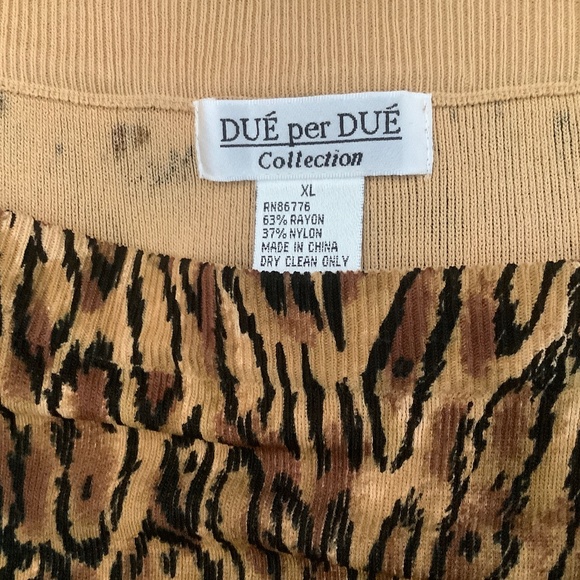 DUÉ per DUÉ
Collection
XL
RN86776
63% RAYON
37% NYLON
MADE IN CHINA
DRY CLEAN ONLY